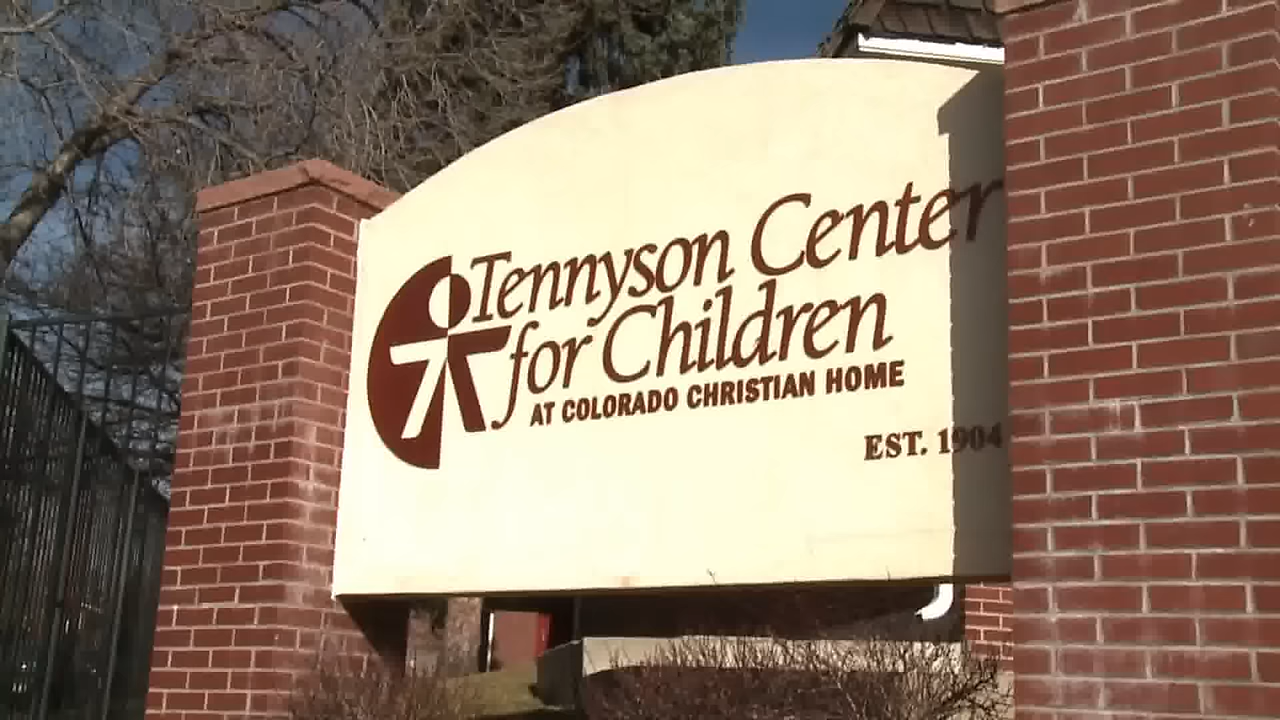 Tennyson Center
for Children
AT COLORADO CHRISTIAN HOME
EST. 1904